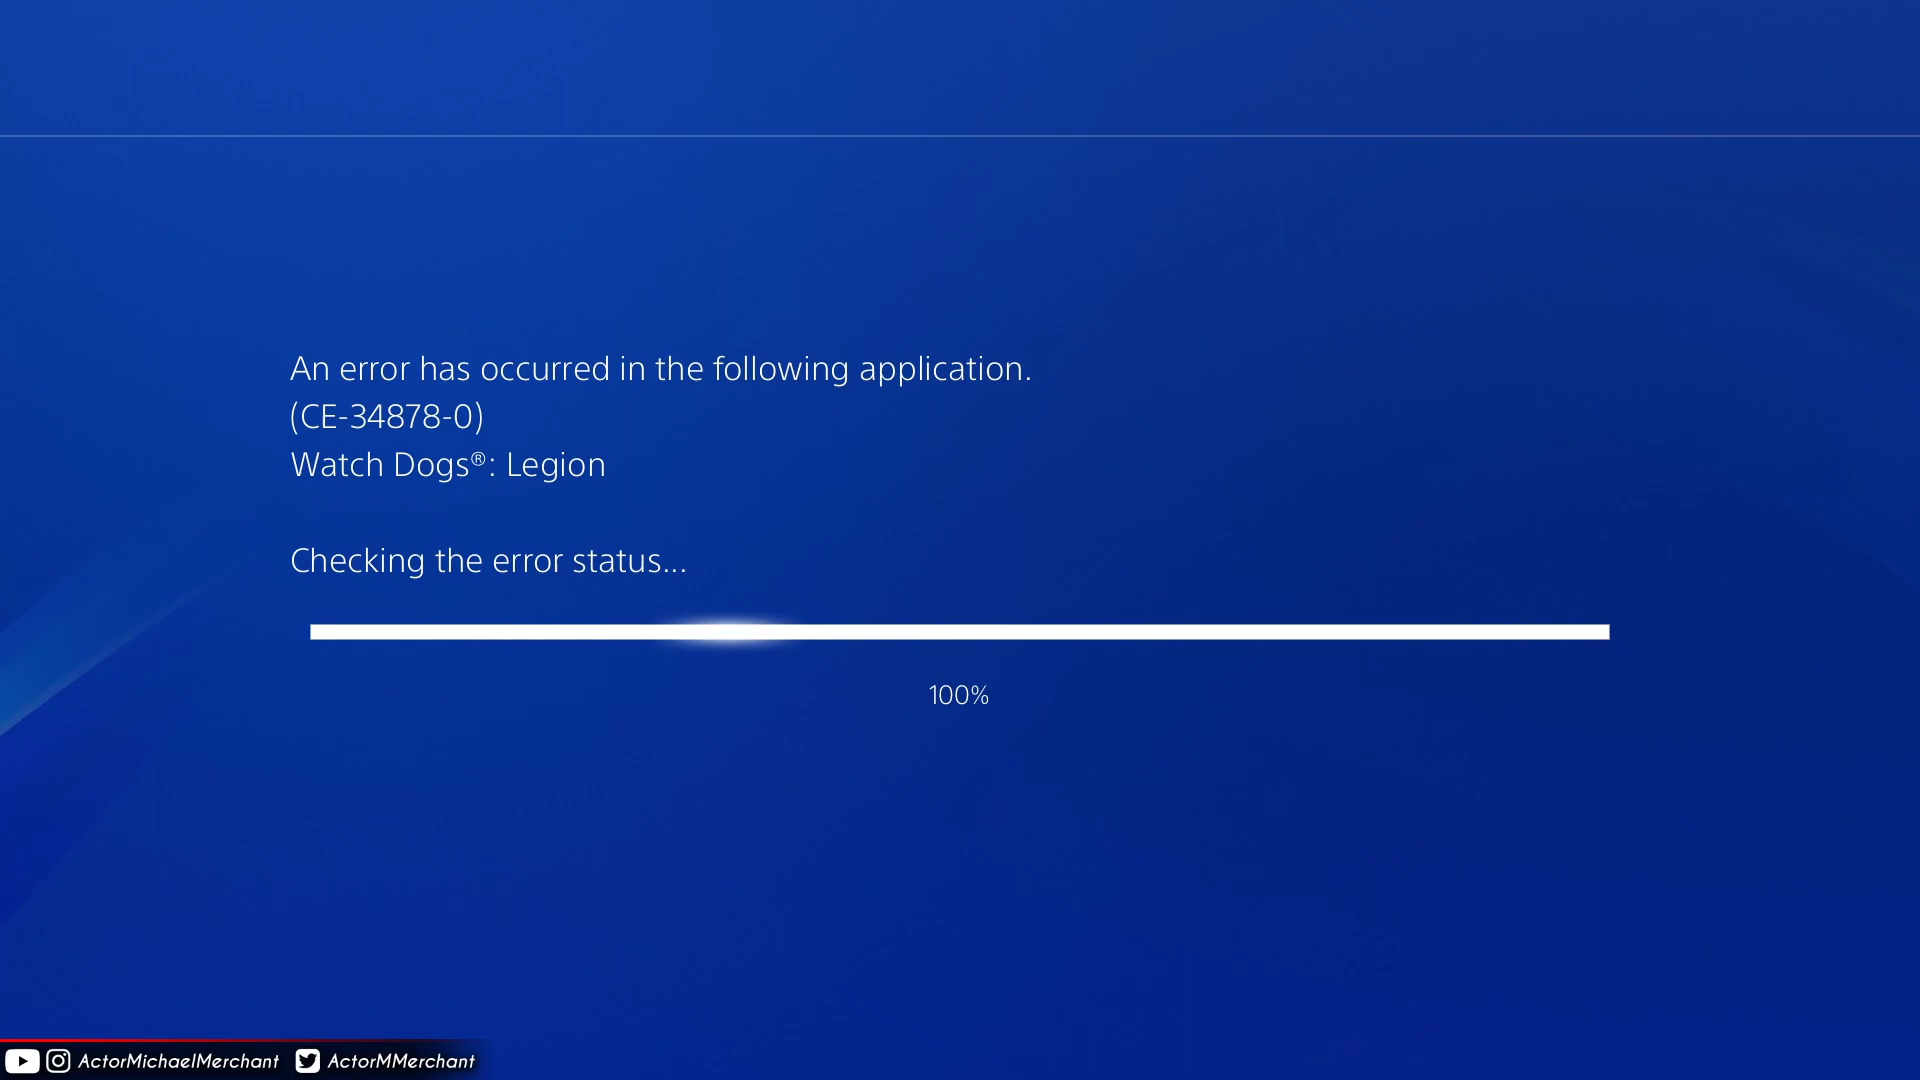 An error has occurred in the following application.
(CE-34878-0)
Watch Dogs®: Legion
Checking the error status...
100%
ActorMichaelMerchant ActorMMerchant